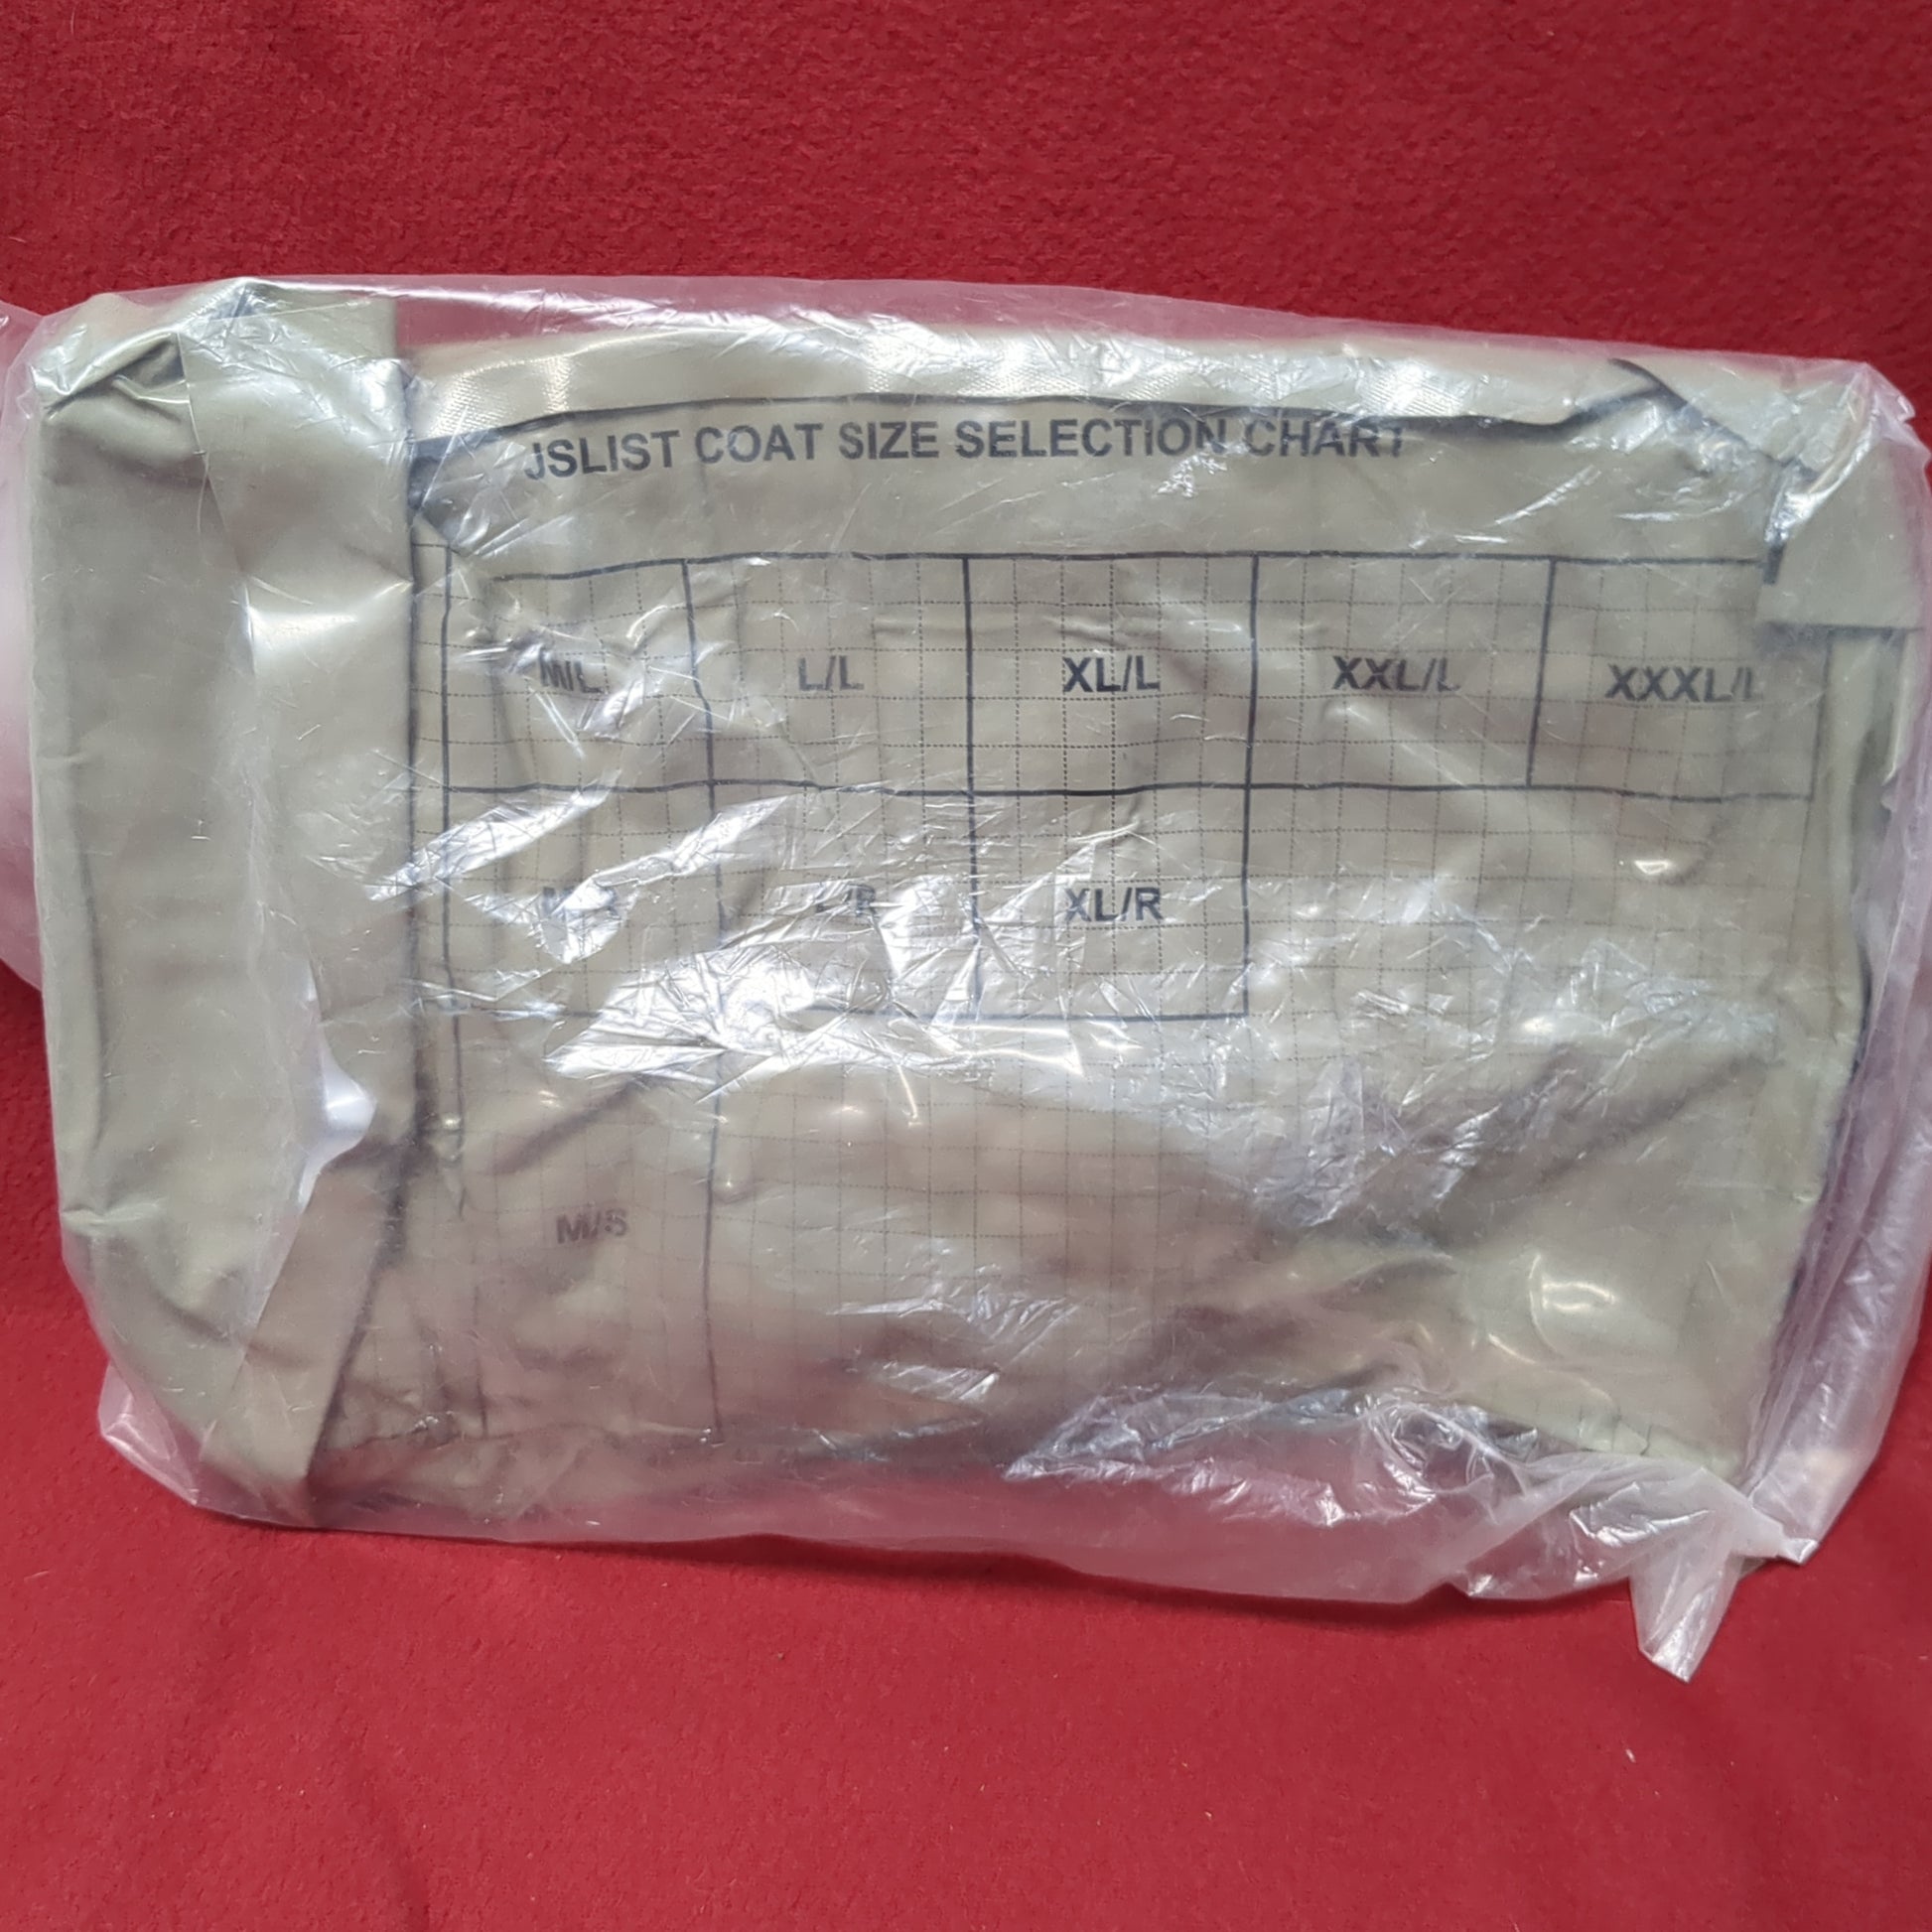 JSLIST COAT SIZE SELECTION CHART
M/L L/L XL/L XXL/L XXXL/L
M/R L/R XL/R
M/S